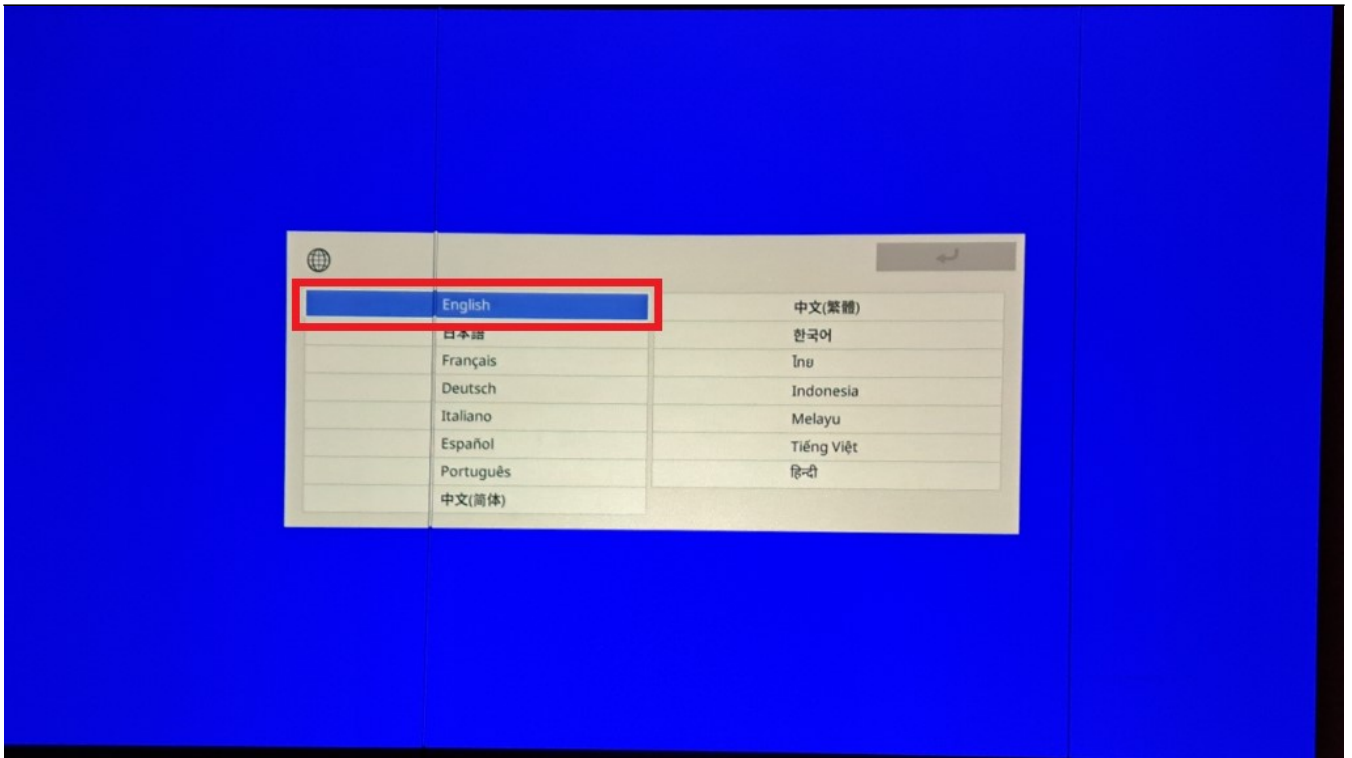 English
日本語
Français
Deutsch
Italiano
Español
Português
中文(简体)
中文(繁體)
한국어
ไทย
Indonesia
Melayu
Tiếng Việt
हिन्दी